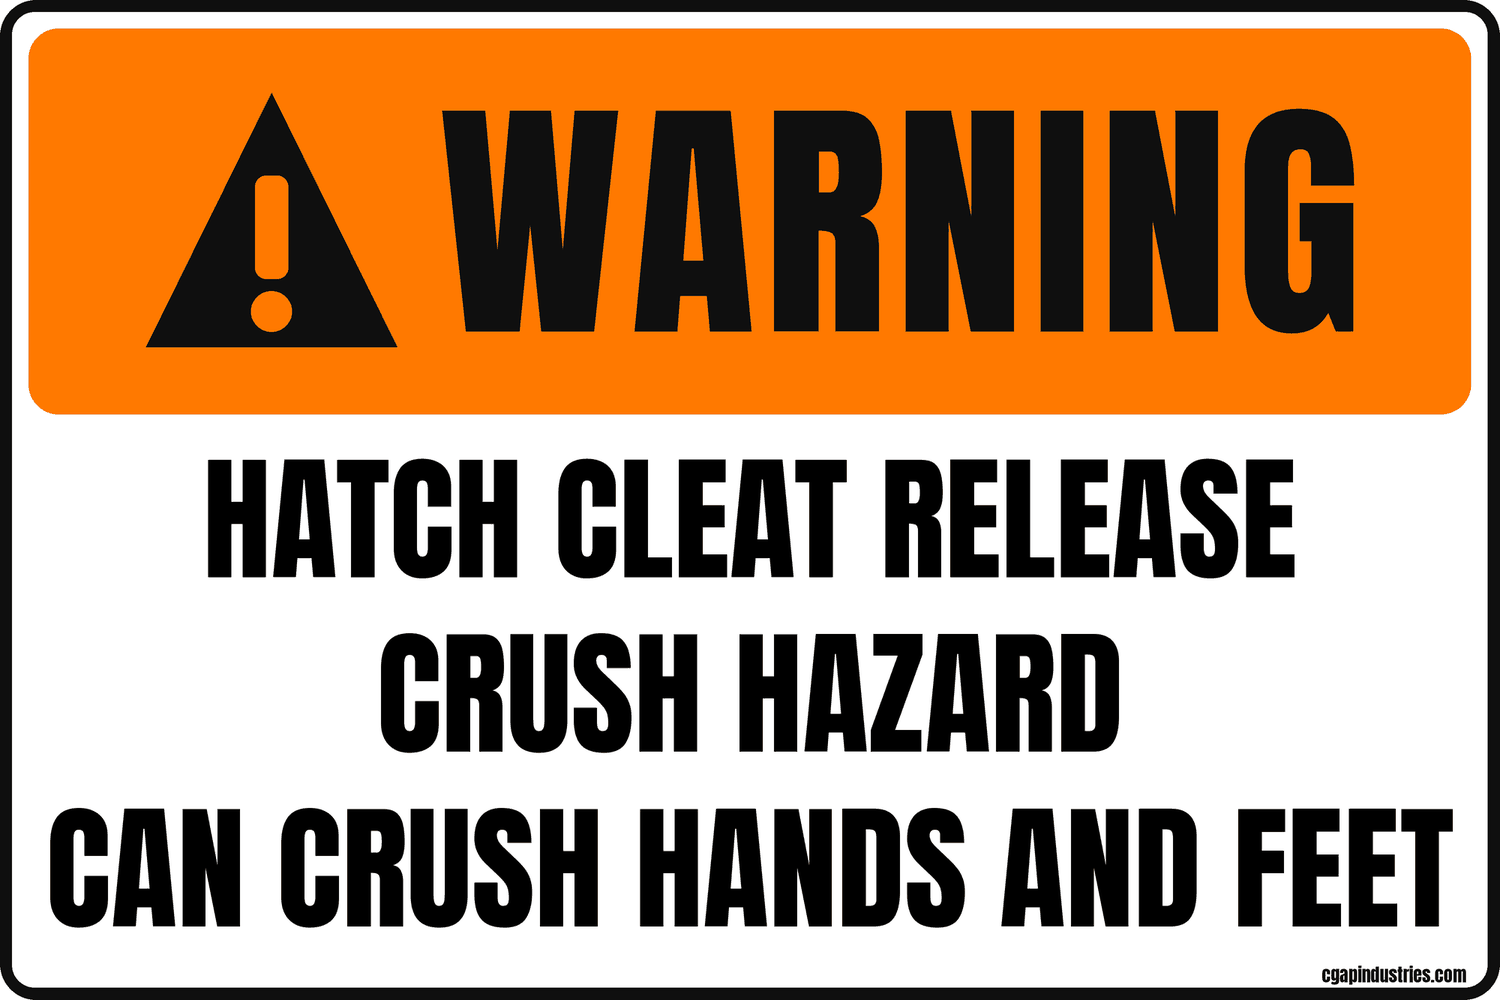 WARNING
HATCH CLEAT RELEASE
CRUSH HAZARD
CAN CRUSH HANDS AND FEET
cgapindustries.com